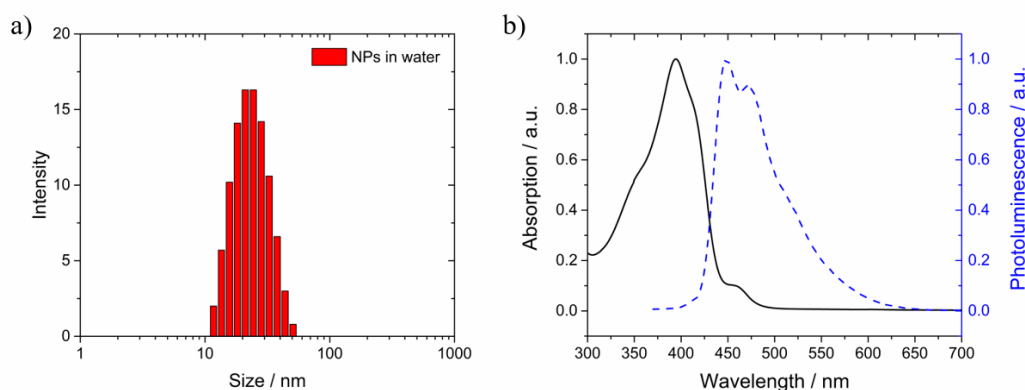 a)
20
15
10
5
0
Intensity
NPs in water
1 10 100 1000
Size / nm
b)
1.0
0.8
0.6
0.4
0.2
0.0
Absorption / a.u.
1.0
0.8
0.6
0.4
0.2
0.0
Photoluminescence / a.u.
300 350 400 450 500 550 600 650 700
Wavelength / nm